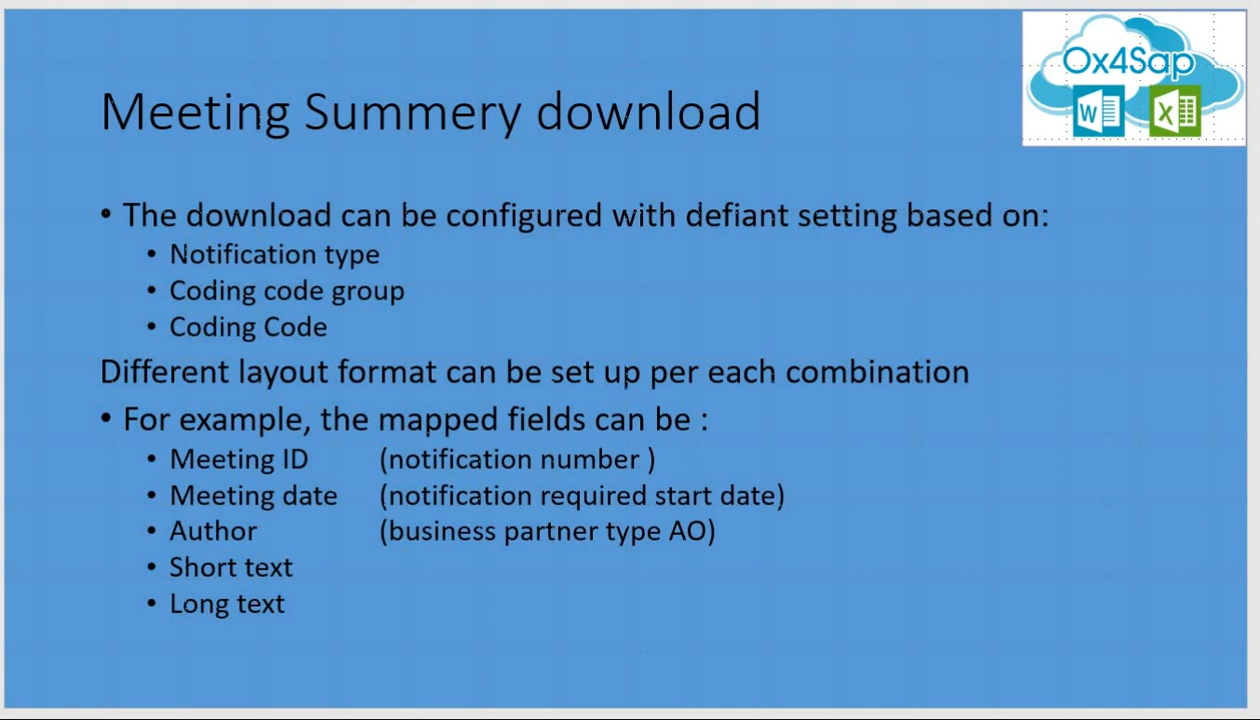 Ox4Sap
W X
Meeting Summery download
• The download can be configured with defiant setting based on:
• Notification type
• Coding code group
• Coding Code
Different layout format can be set up per each combination
• For example, the mapped fields can be :
• Meeting ID (notification number )
• Meeting date (notification required start date)
• Author (business partner type AO)
• Short text
• Long text